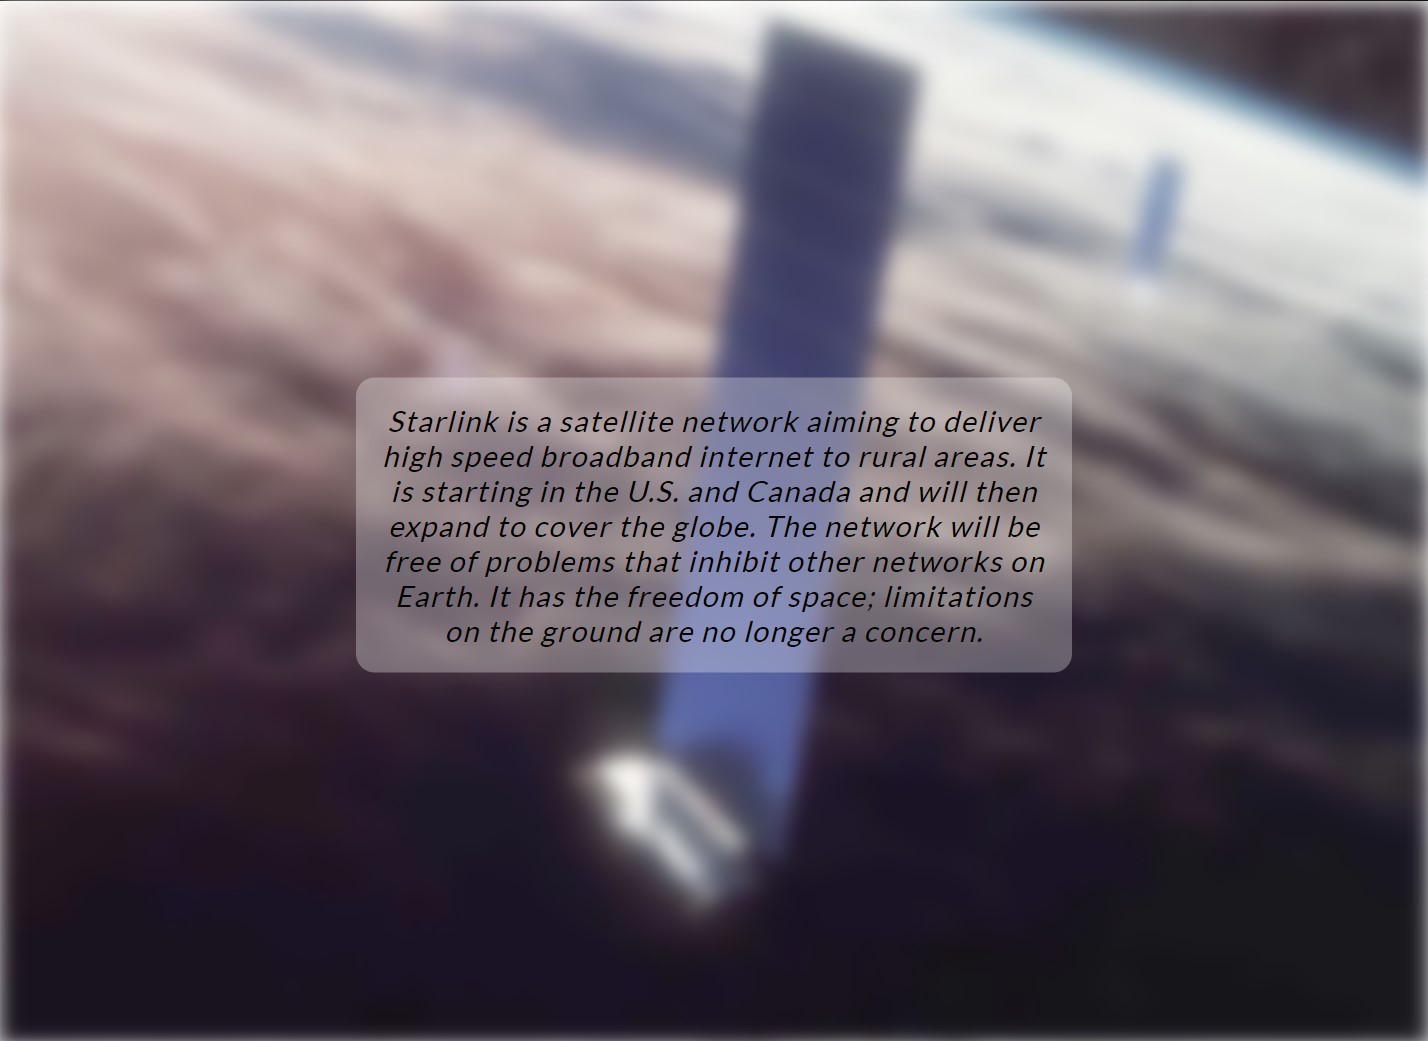 Starlink is a satellite network aiming to deliver
high speed broadband internet to rural areas. It
is starting in the U.S. and Canada and will then
expand to cover the globe. The network will be
free of problems that inhibit other networks on
Earth. It has the freedom of space; limitations
on the ground are no longer a concern.